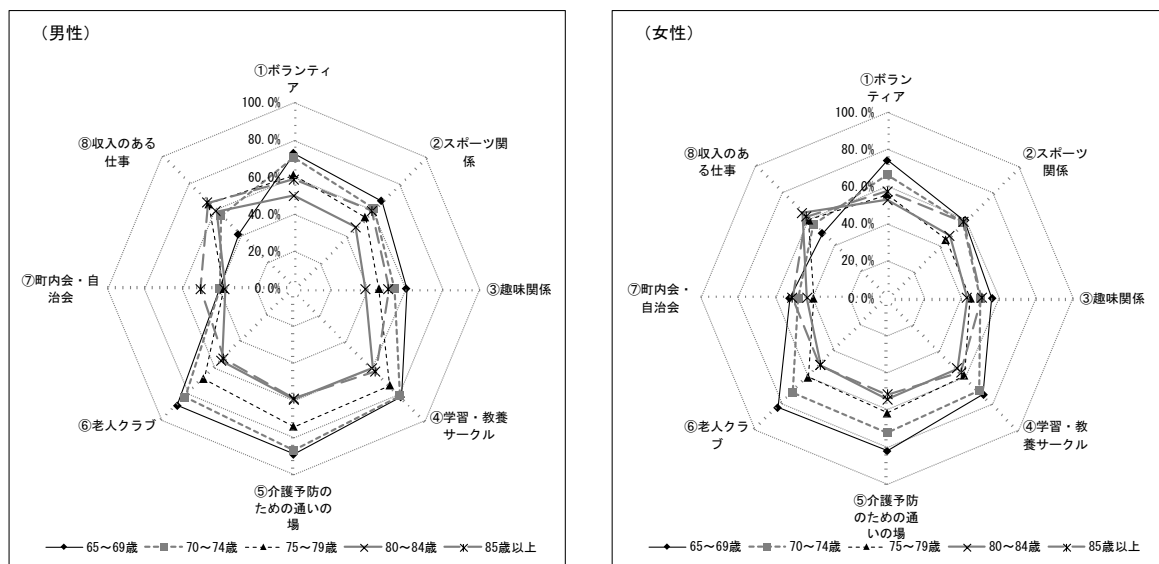 （男性）
①ボランティ
ア
100.0%
80.0%
60.0%
40.0%
20.0%
0.0%
②スポーツ関
係
③趣味関係
④学習・教養
サークル
⑤介護予防の
ための通いの
場
⑥老人クラブ
⑦町内会・自
治会
⑧収入のある
仕事
65～69歳
70～74歳
75～79歳
80～84歳
85歳以上
（女性）
①ボラン
ティア
100.0%
80.0%
60.0%
40.0%
20.0%
0.0%
②スポーツ
関係
③趣味関係
④学習・教
養サークル
⑤介護予防
のための通
いの場
⑥老人クラ
ブ
⑦町内会・
自治会
⑧収入のあ
る仕事
65～69歳
70～74歳
75～79歳
80～84歳
85歳以上